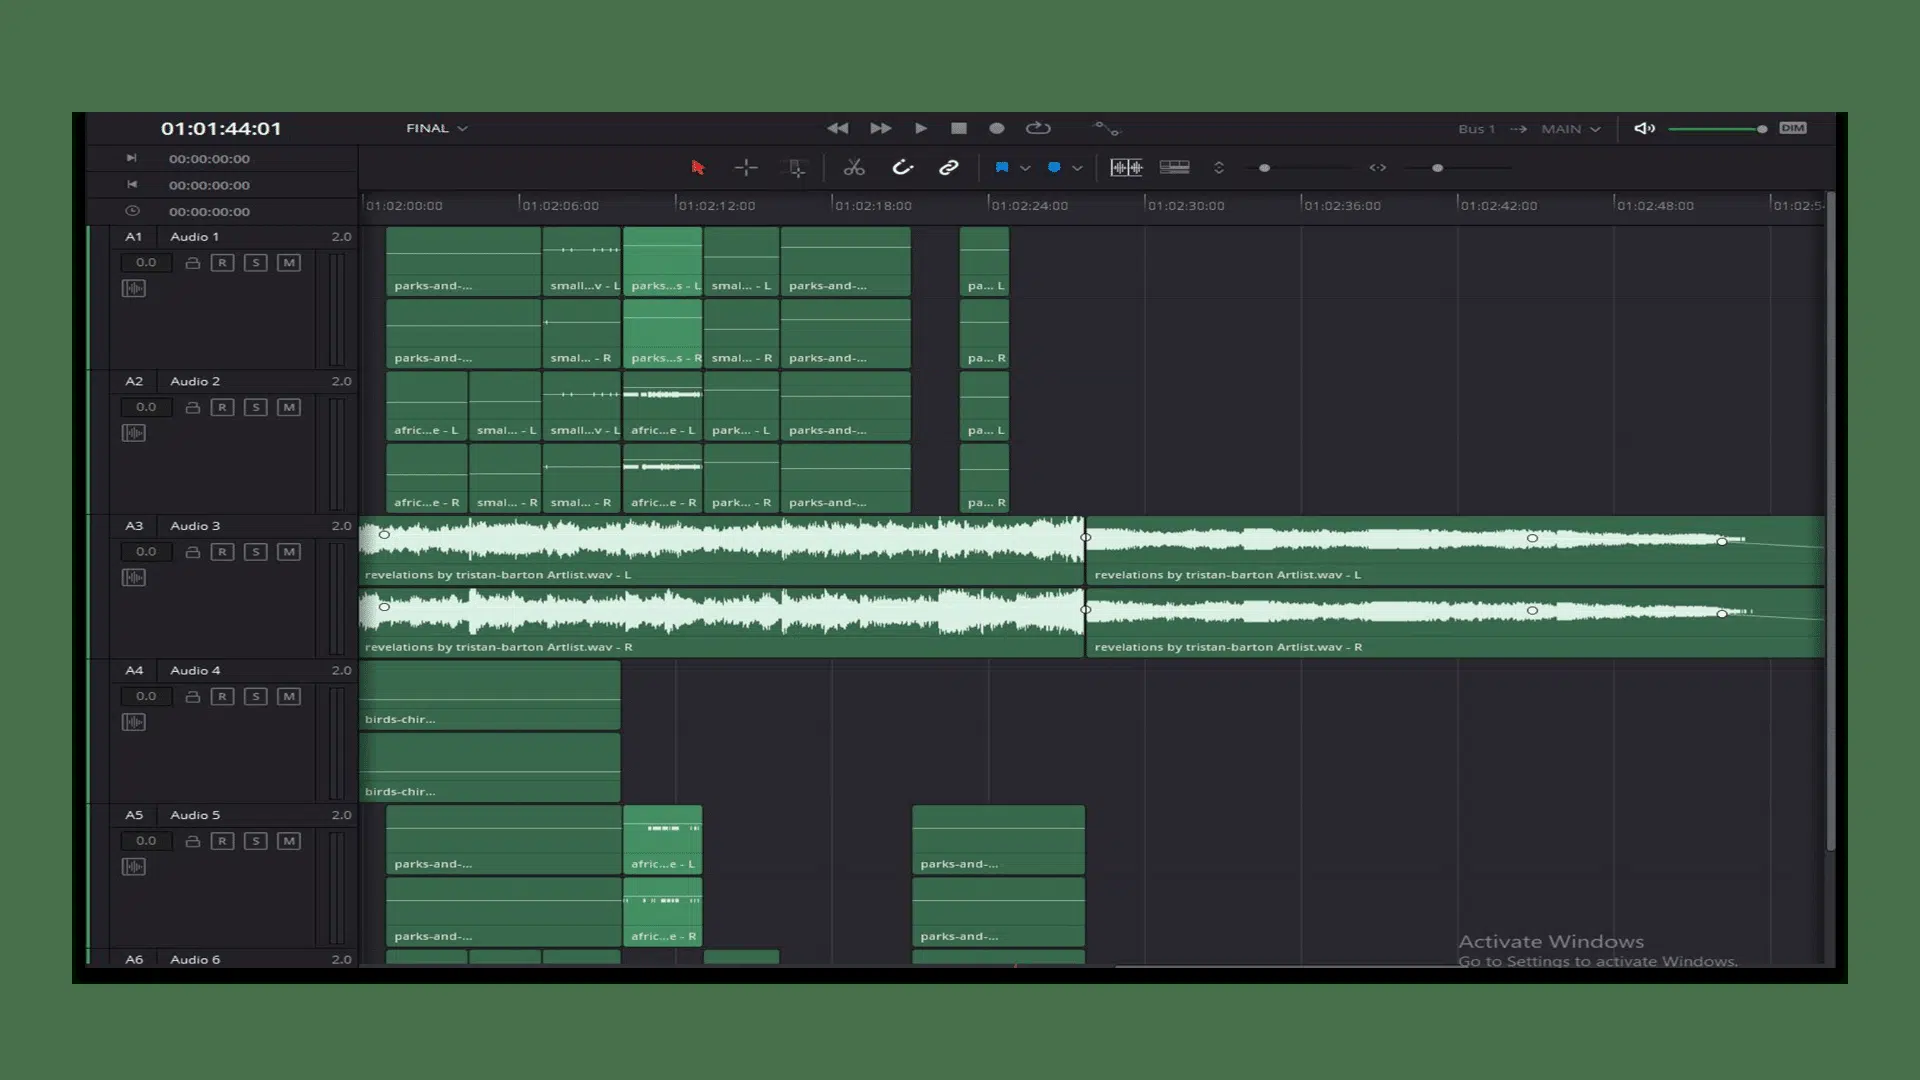 01:01:44:01 FINAL Bus 1 MAIN DIM
00:00:00:00
00:00:00:00
00:00:00:00
01:02:00:00 01:02:06:00 01:02:12:00 01:02:18:00 01:02:24:00 01:02:30:00 01:02:36:00 01:02:42:00 01:02:48:00 01:02:54
A1 Audio 1 2.0
0.0 R S M
parks-and-... small...v - L parks...s - L smal... - L parks-and-... pa... L
parks-and-... smal... - R parks...s - R smal... - R parks-and-... pa... R
A2 Audio 2 2.0
0.0 R S M
afric...e - L smal... - L small...v - L afric...e - L park... - L parks-and-... pa... L
afric...e - R smal... - R smal... - R afric...e - R park... - R parks-and-... pa... R
A3 Audio 3 2.0
0.0 R S M
revelations by tristan-barton Artlist.wav - L revelations by tristan-barton Artlist.wav - L
revelations by tristan-barton Artlist.wav - R revelations by tristan-barton Artlist.wav - R
A4 Audio 4 2.0
0.0 R S M
birds-chir...
birds-chir...
A5 Audio 5 2.0
0.0 R S M
parks-and-... afric...e - L parks-and-...
parks-and-... afric...e - R parks-and-...
A6 Audio 6 2.0
Activate Windows
Go to Settings to activate Windows.